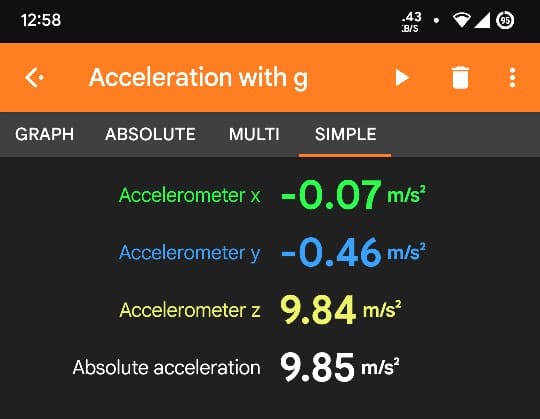 12:58 .43 KB/S 95
Acceleration with g
GRAPH ABSOLUTE MULTI SIMPLE
Accelerometer x -0.07 m/s²
Accelerometer y -0.46 m/s²
Accelerometer z 9.84 m/s²
Absolute acceleration 9.85 m/s²